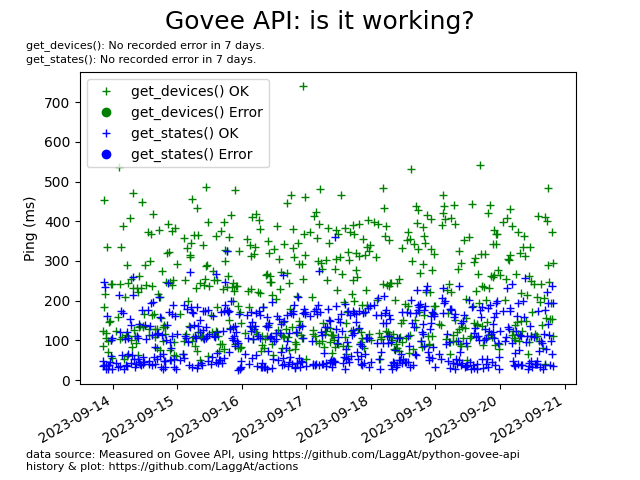 Govee API: is it working?
get_devices(): No recorded error in 7 days.
get_states(): No recorded error in 7 days.
get_devices() OK
get_devices() Error
get_states() OK
get_states() Error
Ping (ms)
700
600
500
400
300
200
100
0
2023-09-14
2023-09-15
2023-09-16
2023-09-17
2023-09-18
2023-09-19
2023-09-20
2023-09-21
data source: Measured on Govee API, using https://github.com/LaggAt/python-govee-api
history & plot: https://github.com/LaggAt/actions